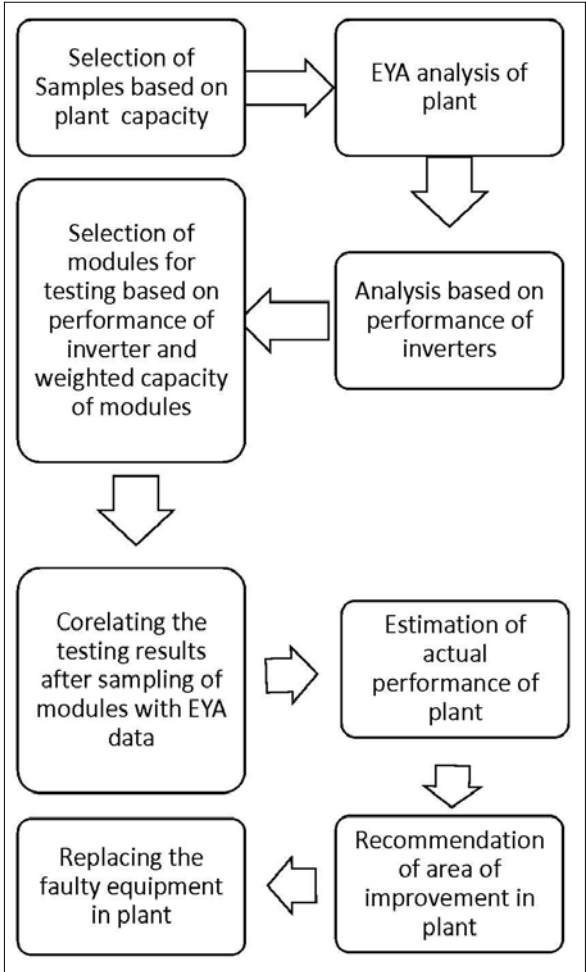 Selection of
Samples based on
plant capacity
EYA analysis of
plant
Analysis based on
performance of
inverters
Selection of
modules for
testing based on
performance of
inverter and
weighted capacity
of modules
Corelating the
testing results
after sampling of
modules with EYA
data
Estimation of
actual
performance of
plant
Recommendation
of area of
improvement in
plant
Replacing the
faulty equipment
in plant